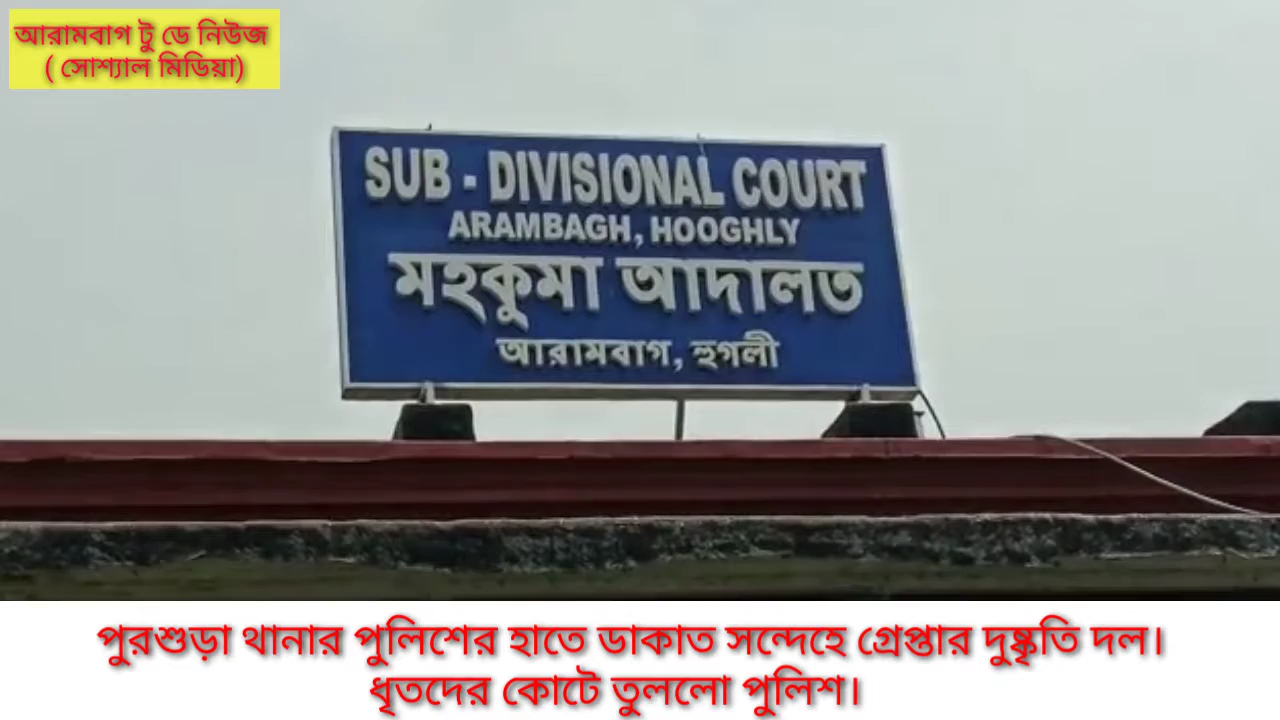 আরামবাগ টু ডে নিউজ
( সোশ্যাল মিডিয়া)
SUB - DIVISIONAL COURT
ARAMBAGH, HOOGHLY
মহকুমা আদালত
আরামবাগ, হুগলী
পুরশুড়া থানার পুলিশের হাতে ডাকাত সন্দেহে গ্রেপ্তার দুষ্কৃতি দল।
ধৃতদের কোটে তুললো পুলিশ।